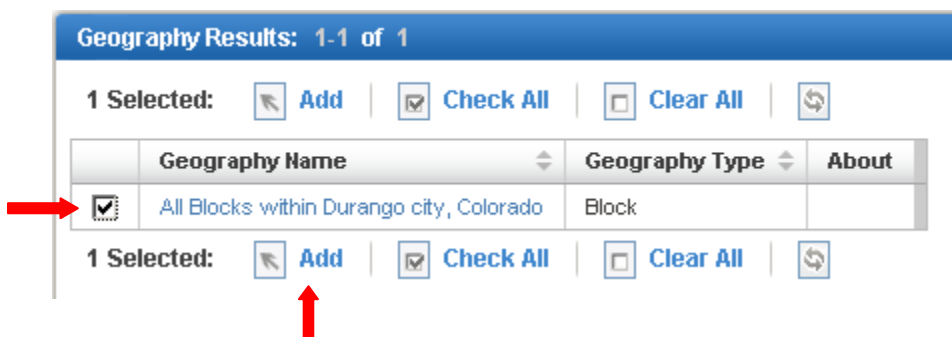 Geography Results: 1-1 of 1
1 Selected: Add Check All Clear All
Geography Name Geography Type About
All Blocks within Durango city, Colorado Block
1 Selected: Add Check All Clear All